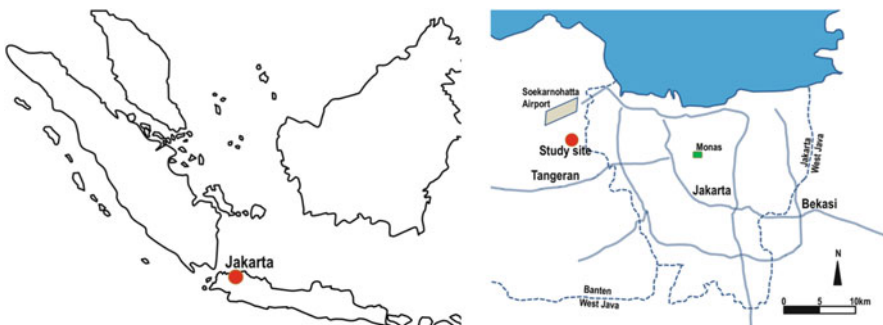 Jakarta
Soekarnohatta
Airport
Study site
Monas
Tangeran
Jakarta
Bekasi
Jakarta
West Java
N
Banten
West Java
0 5 10km